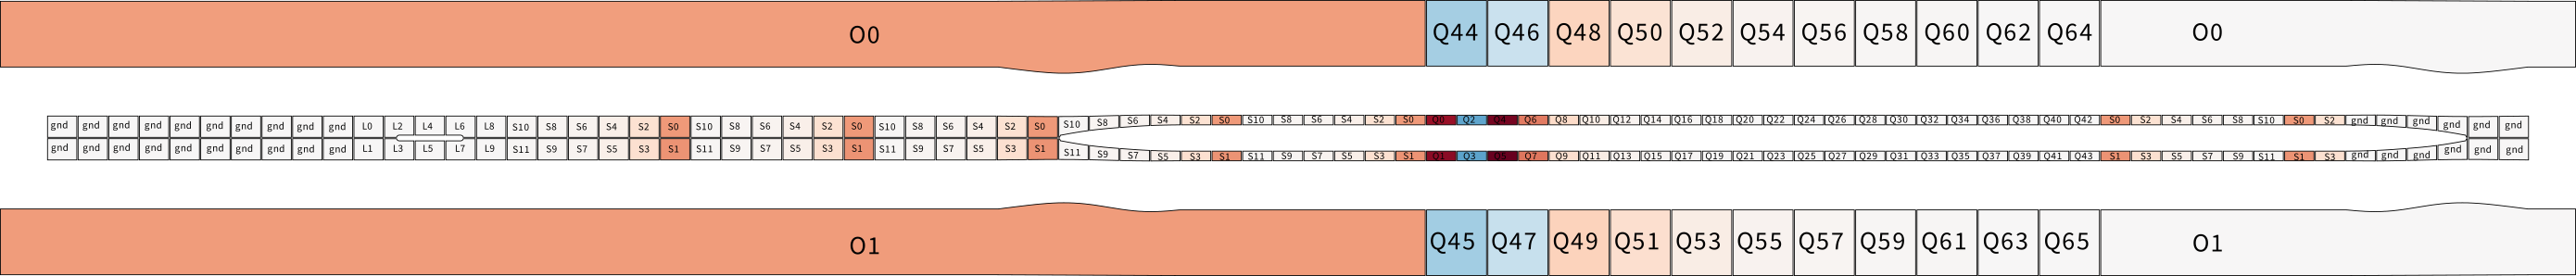 O0 Q44 Q46 Q48 Q50 Q52 Q54 Q56 Q58 Q60 Q62 Q64 O0
gnd gnd gnd gnd gnd gnd gnd gnd gnd gnd L0 L2 L4 L6 L8 S10 S8 S6 S4 S2 S0 S10 S8 S6 S4 S2 S0 S10 S8 S6 S4 S2 S0 S10 S8 S6 S4 S2 S0 S10 S8 S6 S4 S2 S0 Q0 Q2 Q4 Q6 Q8 Q10 Q12 Q14 Q16 Q18 Q20 Q22 Q24 Q26 Q28 Q30 Q32 Q34 Q36 Q38 Q40 Q42 S0 S2 S4 S6 S8 S10 S0 S2 gnd gnd gnd gnd gnd gnd
gnd gnd gnd gnd gnd gnd gnd gnd gnd gnd L1 L3 L5 L7 L9 S11 S9 S7 S5 S3 S1 S11 S9 S7 S5 S3 S1 S11 S9 S7 S5 S3 S1 S11 S9 S7 S5 S3 S1 S11 S9 S7 S5 S3 S1 Q1 Q3 Q5 Q7 Q9 Q11 Q13 Q15 Q17 Q19 Q21 Q23 Q25 Q27 Q29 Q31 Q33 Q35 Q37 Q39 Q41 Q43 S1 S3 S5 S7 S9 S11 S1 S3 gnd gnd gnd gnd gnd gnd
O1 Q45 Q47 Q49 Q51 Q53 Q55 Q57 Q59 Q61 Q63 Q65 O1